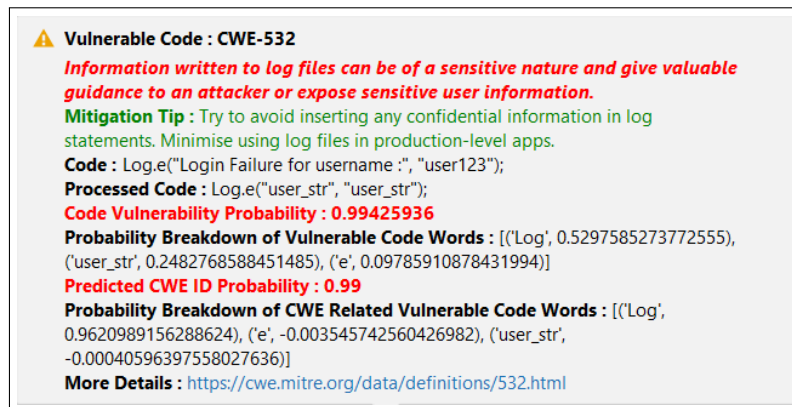 Vulnerable Code : CWE-532
Information written to log files can be of a sensitive nature and give valuable
guidance to an attacker or expose sensitive user information.
Mitigation Tip : Try to avoid inserting any confidential information in log
statements. Minimise using log files in production-level apps.
Code : Log.e("Login Failure for username :", "user123");
Processed Code : Log.e("user_str", "user_str");
Code Vulnerability Probability : 0.99425936
Probability Breakdown of Vulnerable Code Words : [('Log', 0.5297585273772555),
('user_str', 0.2482768588451485), ('e', 0.09785910878431994)]
Predicted CWE ID Probability : 0.99
Probability Breakdown of CWE Related Vulnerable Code Words : [('Log',
0.9620989156288624), ('e', -0.003545742560426982), ('user_str',
-0.00040596397558027636)]
More Details : https://cwe.mitre.org/data/definitions/532.html